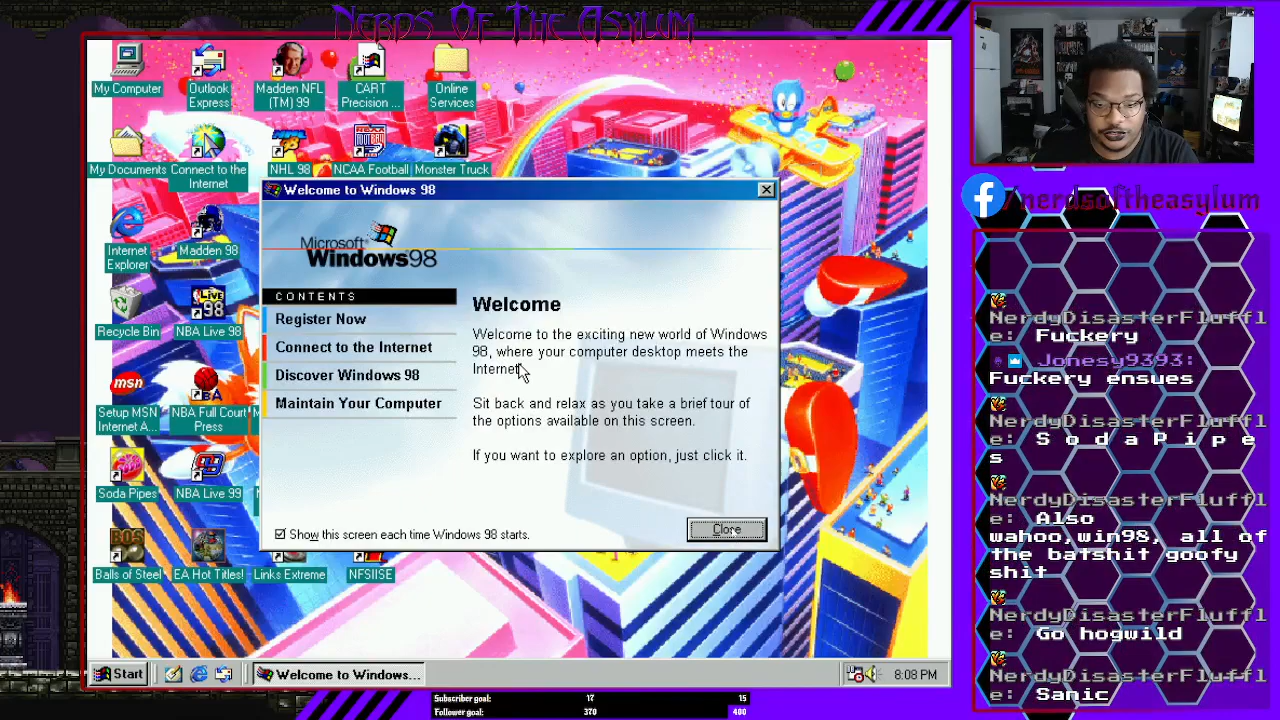 Nerds Of The Asylum
My Computer
Outlook
Express
Madden NFL
(TM) 99
CART
Precision ...
Online
Services
My Documents
Connect to the
Internet
NHL 98
NCAA Football
Monster Truck
Internet
Explorer
Madden 98
Recycle Bin
NBA Live 98
msn
Setup MSN
Internet A...
NBA Full Court
Press
Soda Pipes
NBA Live 99
Balls of Steel
EA Hot Titles!
Links Extreme
NFSIISE
Welcome to Windows 98
Microsoft
Windows98
CONTENTS
Register Now
Connect to the Internet
Discover Windows 98
Maintain Your Computer
Welcome
Welcome to the exciting new world of Windows
98, where your computer desktop meets the
Internet.
Sit back and relax as you take a brief tour of
the options available on this screen.
If you want to explore an option, just click it.
Show this screen each time Windows 98 starts.
Close
Start
Welcome to Windows...
8:08 PM
/nerdsoftheasylum
NerdyDisasterFluffl
e: Fuckery
Jonesy9393:
Fuckery ensues
NerdyDisasterFluffl
e: S o d a P i p e
s
NerdyDisasterFluffl
e: Also
wahoo,win98, all of
the batshit goofy
shit
NerdyDisasterFluffl
e: Go hogwild
NerdyDisasterFluffl
e: Sanic
Subscriber goal: 17 15
Follower goal: 370 400